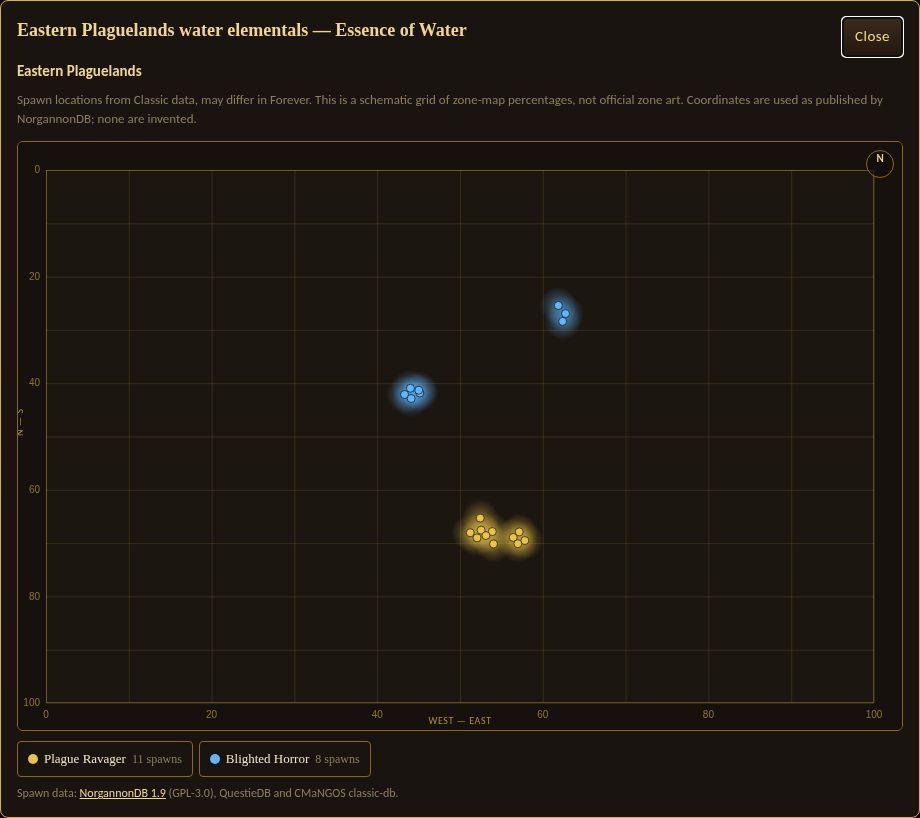 Eastern Plaguelands water elementals — Essence of Water
Close
Eastern Plaguelands
Spawn locations from Classic data, may differ in Forever. This is a schematic grid of zone-map percentages, not official zone art. Coordinates are used as published by
NorgannonDB; none are invented.
N
0
20
40
N — S
60
80
100
0 20 40 60 80 100
WEST — EAST
Plague Ravager 11 spawns
Blighted Horror 8 spawns
Spawn data: NorgannonDB 1.9 (GPL-3.0), QuestieDB and CMaNGOS classic-db.